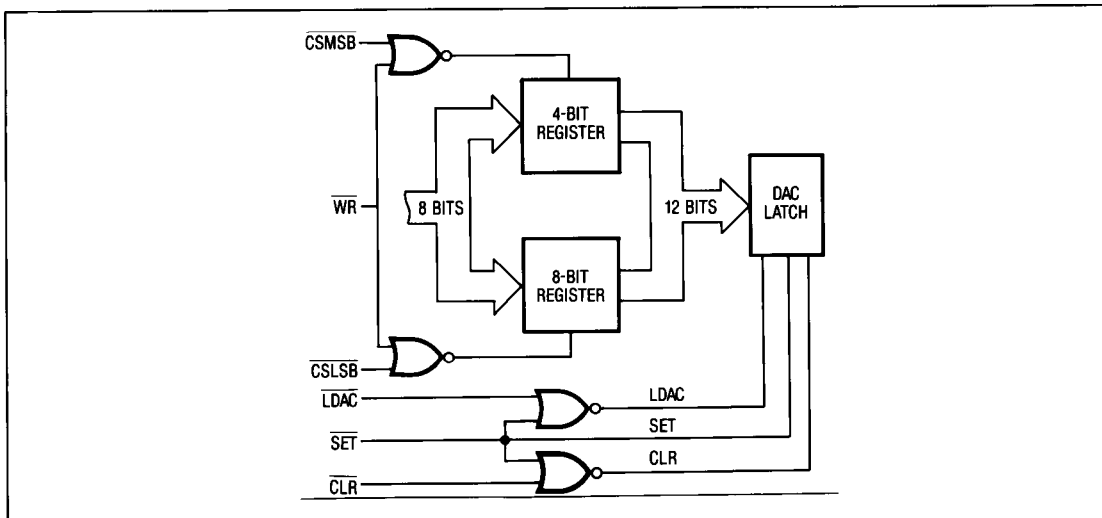 CSMSB
4-BIT
REGISTER
WR
8 BITS
12 BITS
DAC
LATCH
8-BIT
REGISTER
CSLSB
LDAC
LDAC
SET
SET
CLR
CLR